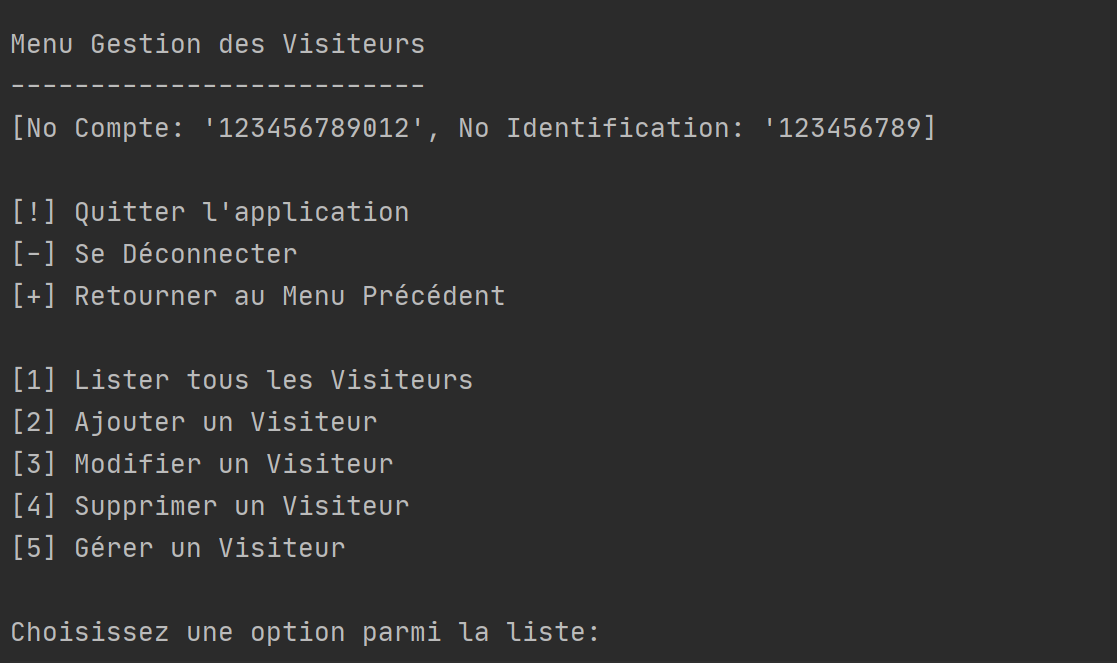 Menu Gestion des Visiteurs
--------------------------
[No Compte: '123456789012', No Identification: '123456789]
[!] Quitter l'application
[-] Se Déconnecter
[+] Retourner au Menu Précédent
[1] Lister tous les Visiteurs
[2] Ajouter un Visiteur
[3] Modifier un Visiteur
[4] Supprimer un Visiteur
[5] Gérer un Visiteur
Choisissez une option parmi la liste: